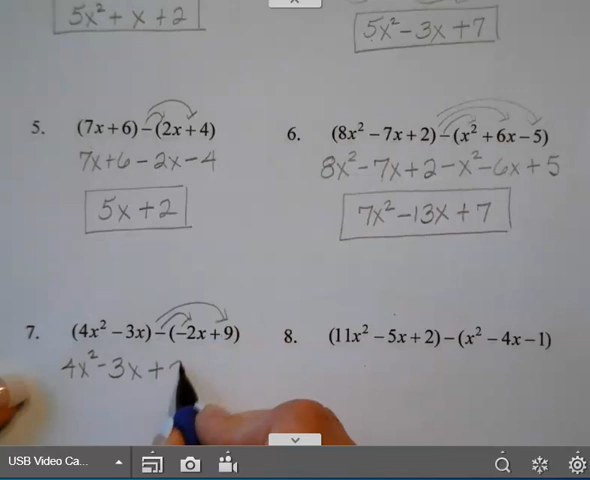 5x² + x + 2
5x² - 3x + 7
5. (7x + 6) - (2x + 4)
7x + 6 - 2x - 4
5x + 2
6. (8x² - 7x + 2) - (x² + 6x - 5)
8x² - 7x + 2 - x² - 6x + 5
7x² - 13x + 7
7. (4x² - 3x) - (-2x + 9)
4x² - 3x +
8. (11x² - 5x + 2) - (x² - 4x - 1)
USB Video Ca...